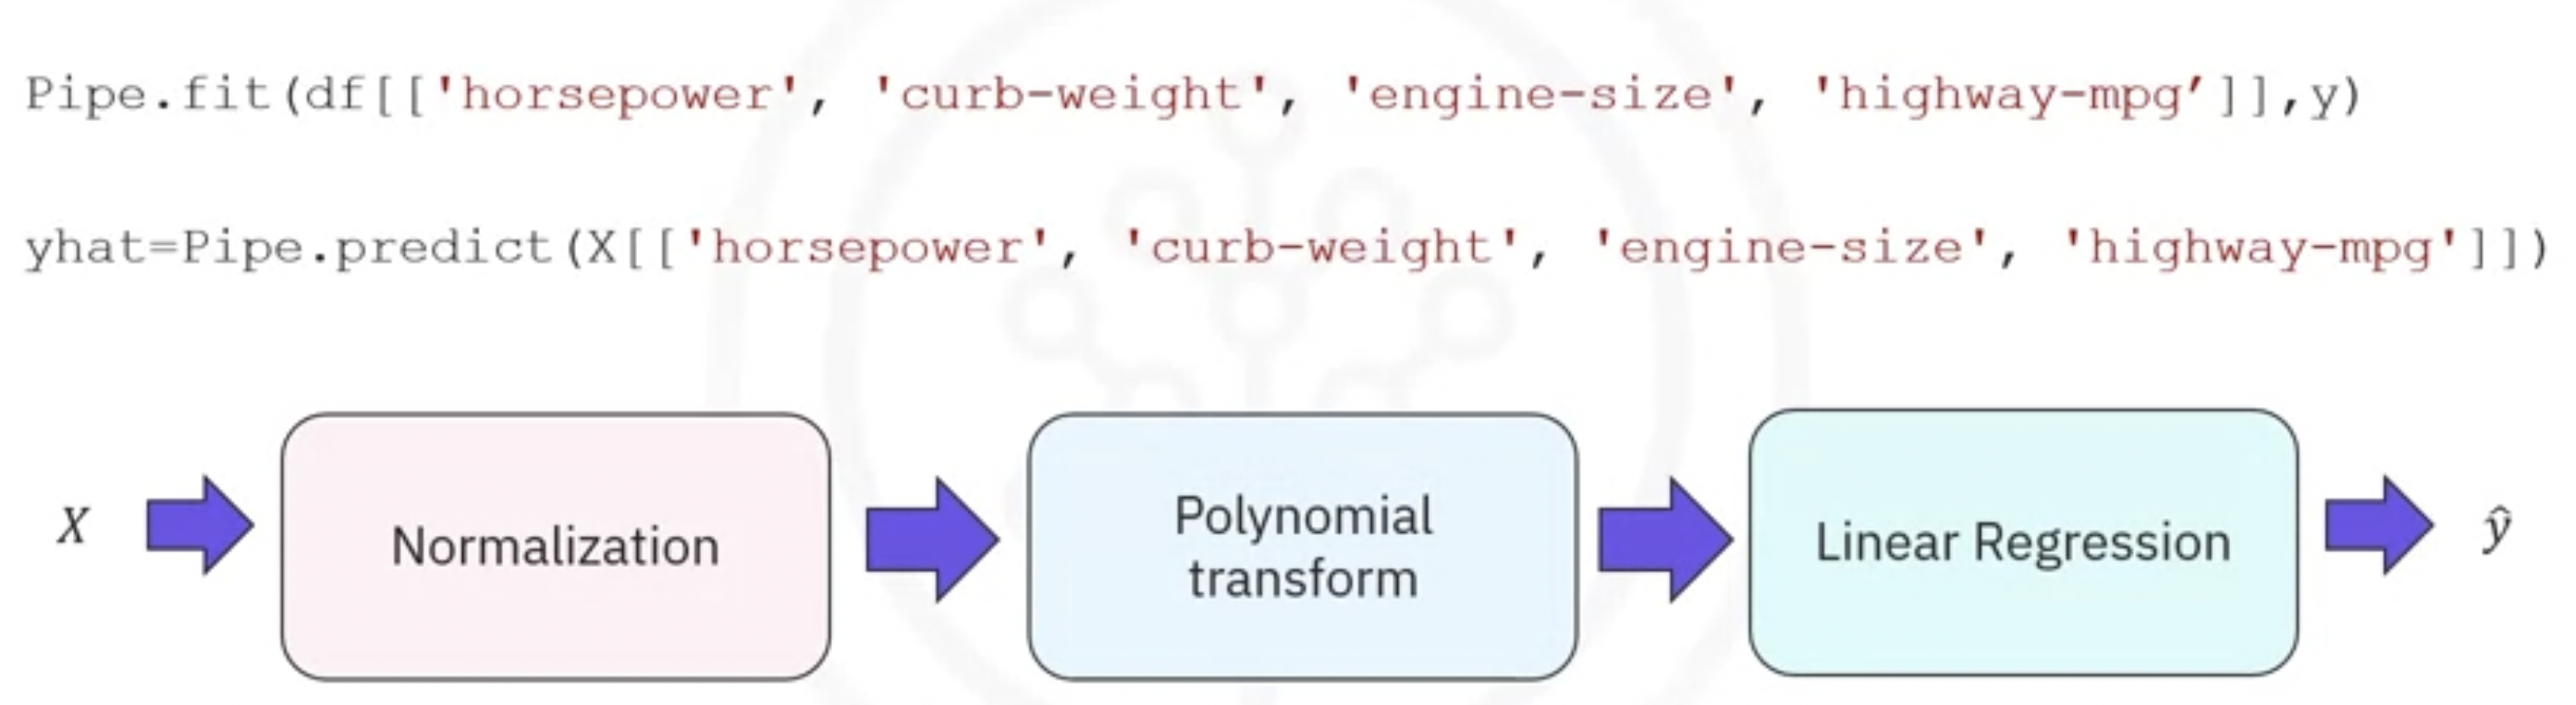 Pipe.fit(df[['horsepower', 'curb-weight', 'engine-size', 'highway-mpg’]],y)
yhat=Pipe.predict(X[['horsepower', 'curb-weight', 'engine-size', 'highway-mpg']])
X
Normalization
Polynomial
transform
Linear Regression
ŷ